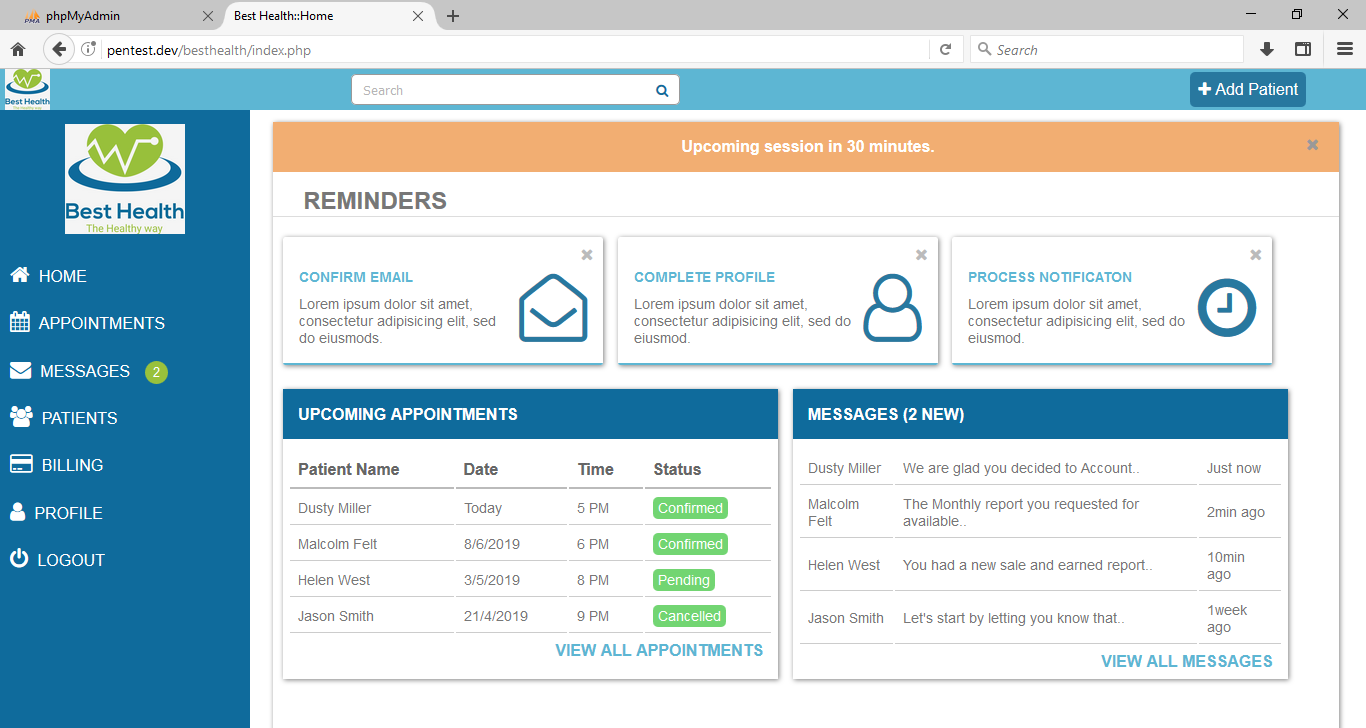 phpMyAdmin
Best Health::Home
pentest.dev/besthealth/index.php
Search
Best Health
The Healthy way
Search
Add Patient
Best Health
The Healthy way
HOME
APPOINTMENTS
MESSAGES 2
PATIENTS
BILLING
PROFILE
LOGOUT
Upcoming session in 30 minutes.
REMINDERS
CONFIRM EMAIL
Lorem ipsum dolor sit amet,
consectetur adipisicing elit, sed
do eiusmods.
COMPLETE PROFILE
Lorem ipsum dolor sit amet,
consectetur adipisicing elit, sed do
eiusmod.
PROCESS NOTIFICATON
Lorem ipsum dolor sit amet,
consectetur adipisicing elit, sed do
eiusmod.
UPCOMING APPOINTMENTS
Patient Name Date Time Status
Dusty Miller Today 5 PM Confirmed
Malcolm Felt 8/6/2019 6 PM Confirmed
Helen West 3/5/2019 8 PM Pending
Jason Smith 21/4/2019 9 PM Cancelled
VIEW ALL APPOINTMENTS
MESSAGES (2 NEW)
Dusty Miller We are glad you decided to Account.. Just now
Malcolm
Felt
The Monthly report you requested for
available..
2min ago
Helen West You had a new sale and earned report..
10min
ago
Jason Smith Let's start by letting you know that..
1week
ago
VIEW ALL MESSAGES